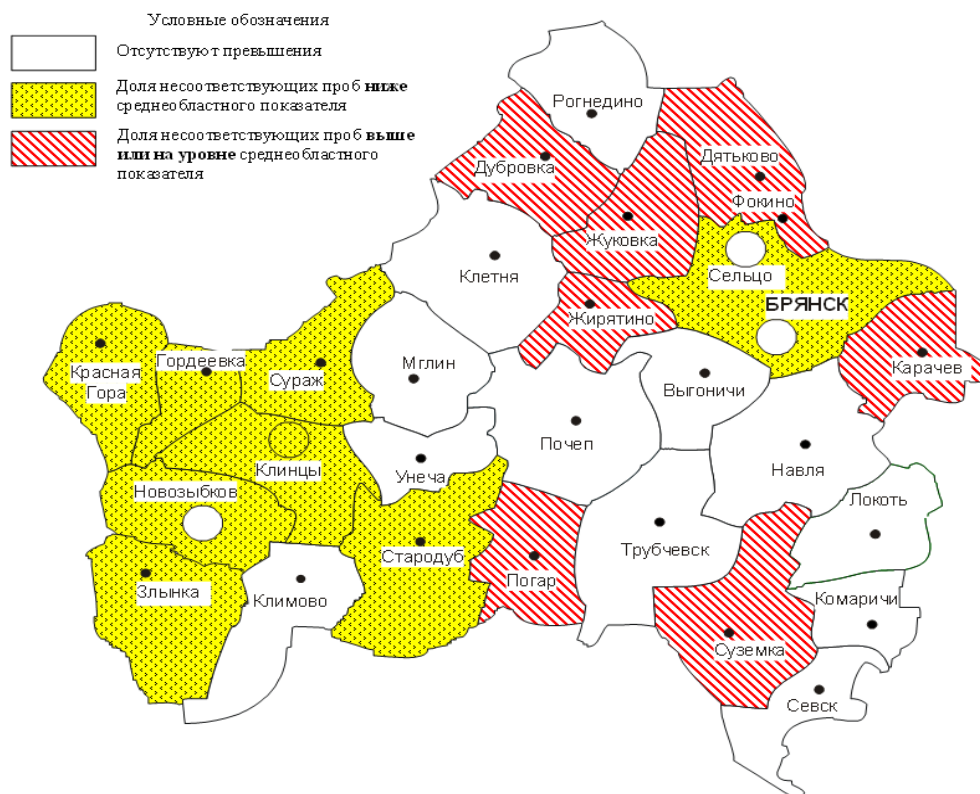 Условные обозначения
Отсутствуют превышения
Доля несоответствующих проб ниже
среднеобластного показателя
Доля несоответствующих проб выше
или на уровне среднеобластного
показателя
Рогнедино
Дубровка
Дятьково
Фокино
Жуковка
Клетня
Сельцо
БРЯНСК
Жирятино
Красная
Гора
Гордеевка
Сураж
Мглин
Карачев
Выгоничи
Почеп
Навля
Клинцы
Унеча
Новозыбков
Локоть
Стародуб
Трубчевск
Погар
Злынка
Климово
Комаричи
Суземка
Севск